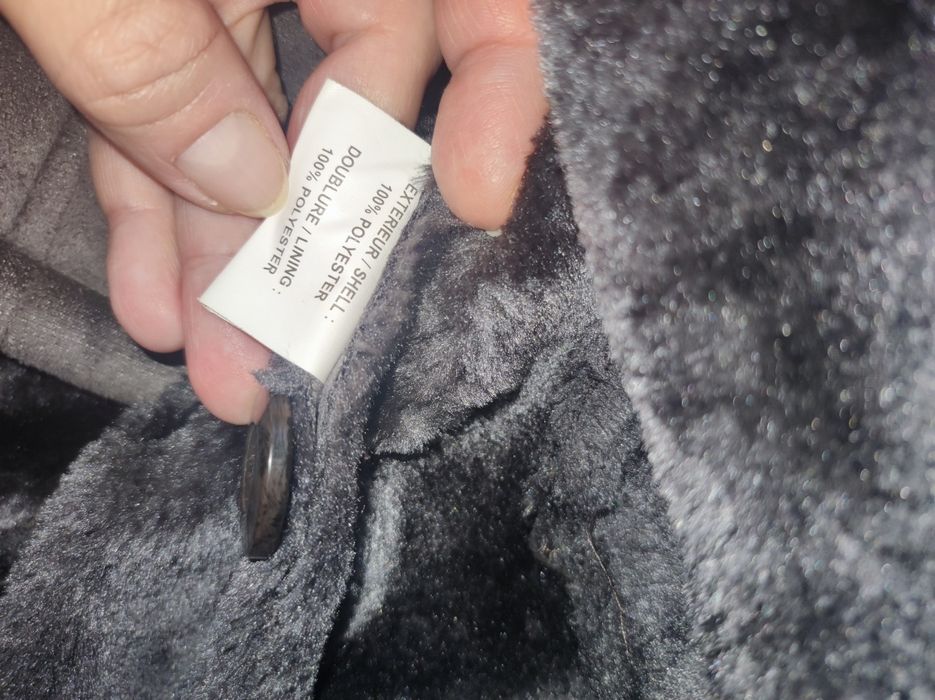 EXTERIEUR / SHELL :
100% POLYESTER
DOUBLURE / LINING :
100% POLYESTER